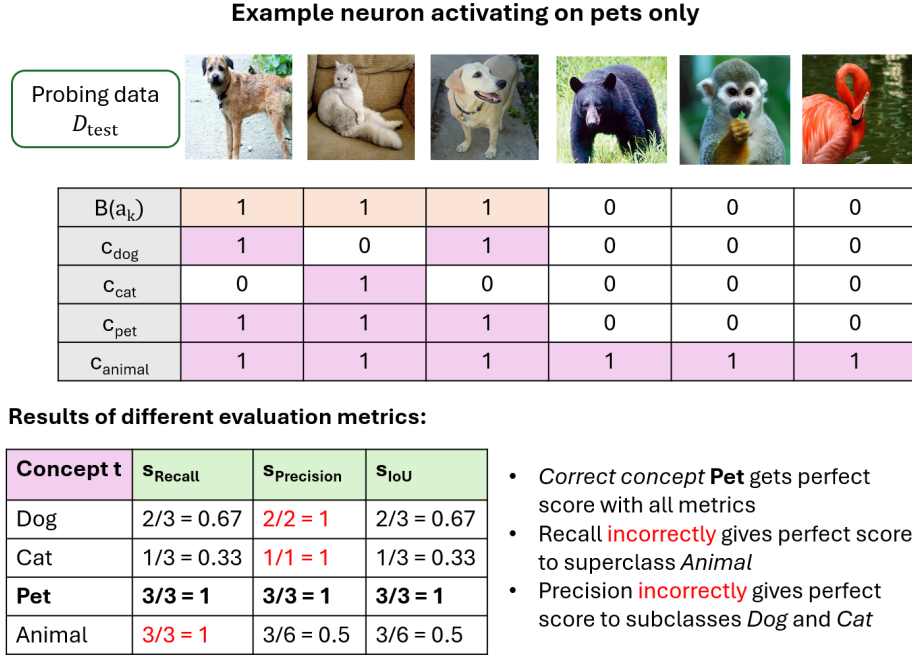 Example neuron activating on pets only
Probing data
D_test
B(a_k) 1 1 1 0 0 0
c_dog 1 0 1 0 0 0
c_cat 0 1 0 0 0 0
c_pet 1 1 1 0 0 0
c_animal 1 1 1 1 1 1
Results of different evaluation metrics:
Concept t s_Recall s_Precision s_IoU
Dog 2/3 = 0.67 2/2 = 1 2/3 = 0.67
Cat 1/3 = 0.33 1/1 = 1 1/3 = 0.33
Pet 3/3 = 1 3/3 = 1 3/3 = 1
Animal 3/3 = 1 3/6 = 0.5 3/6 = 0.5
• Correct concept Pet gets perfect
score with all metrics
• Recall incorrectly gives perfect score
to superclass Animal
• Precision incorrectly gives perfect
score to subclasses Dog and Cat